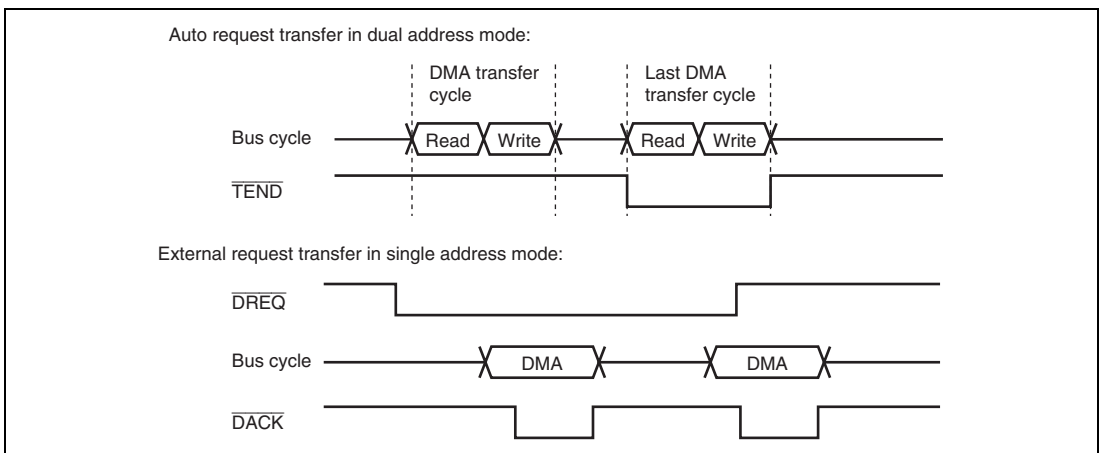 Auto request transfer in dual address mode:
DMA transfer
cycle
Last DMA
transfer cycle
Bus cycle
Read
Write
Read
Write
TEND
External request transfer in single address mode:
DREQ
Bus cycle
DMA
DMA
DACK